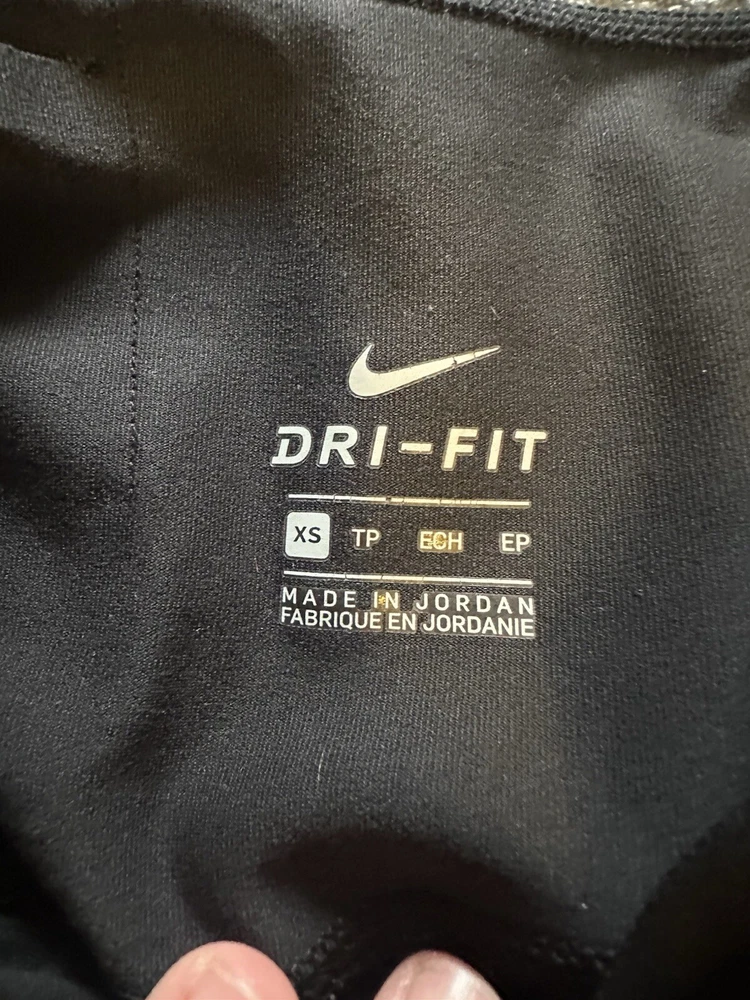 DRI-FIT
XS TP ECH EP
MADE IN JORDAN
FABRIQUE EN JORDANIE